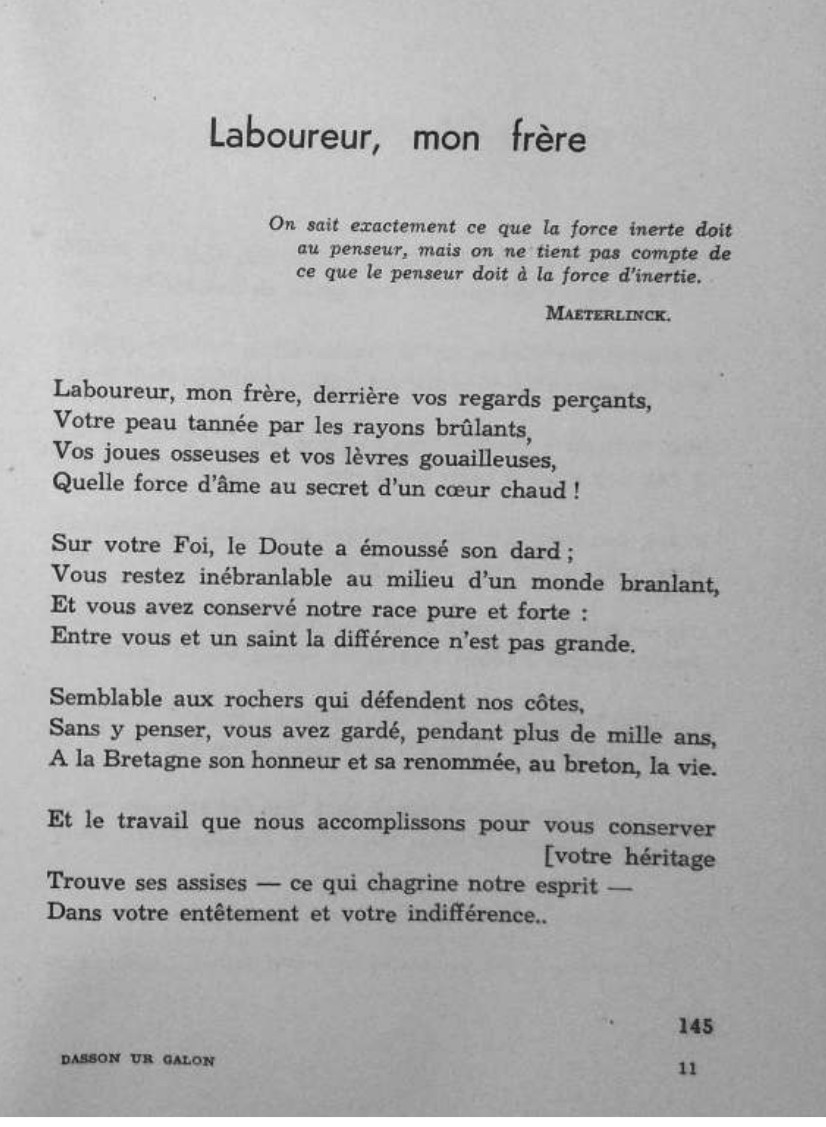 Laboureur, mon frère
On sait exactement ce que la force inerte doit
au penseur, mais on ne tient pas compte de
ce que le penseur doit à la force d'inertie.
MAETERLINCK.
Laboureur, mon frère, derrière vos regards perçants,
Votre peau tannée par les rayons brûlants,
Vos joues osseuses et vos lèvres gouailleuses,
Quelle force d'âme au secret d'un cœur chaud !
Sur votre Foi, le Doute a émoussé son dard ;
Vous restez inébranlable au milieu d'un monde branlant,
Et vous avez conservé notre race pure et forte :
Entre vous et un saint la différence n'est pas grande.
Semblable aux rochers qui défendent nos côtes,
Sans y penser, vous avez gardé, pendant plus de mille ans,
A la Bretagne son honneur et sa renommée, au breton, la vie.
Et le travail que nous accomplissons pour vous conserver
[votre héritage
Trouve ses assises — ce qui chagrine notre esprit —
Dans votre entêtement et votre indifférence..
145
DASSON UR GALON
11